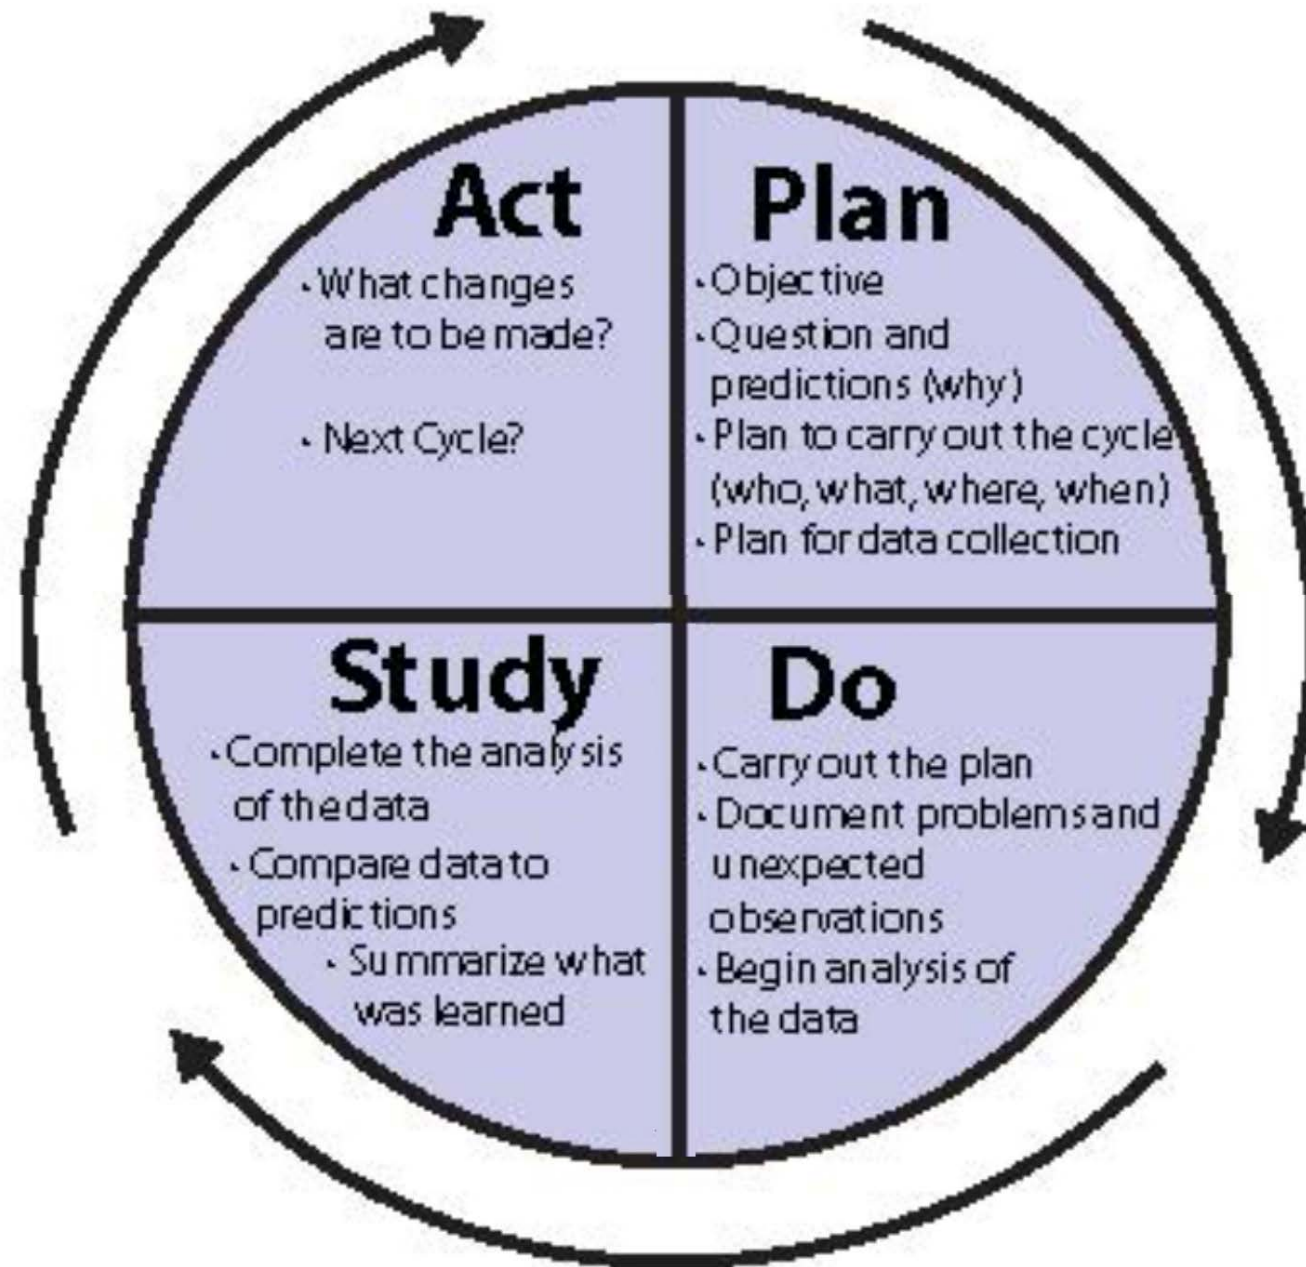 Act
· What changes
are to be made?
· Next Cycle?
Plan
· Objective
· Question and
predictions (why)
· Plan to carry out the cycle
(who, what, where, when)
· Plan for data collection
Study
· Complete the analysis
of the data
· Compare data to
predictions
· Summarize what
was learned
Do
· Carry out the plan
· Document problems and
unexpected
observations
· Begin analysis of
the data